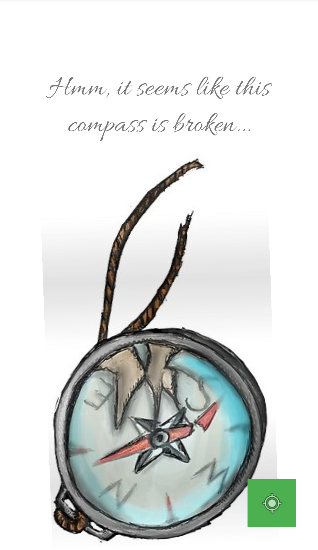 Hmm, it seems like this
compass is broken...
E
N